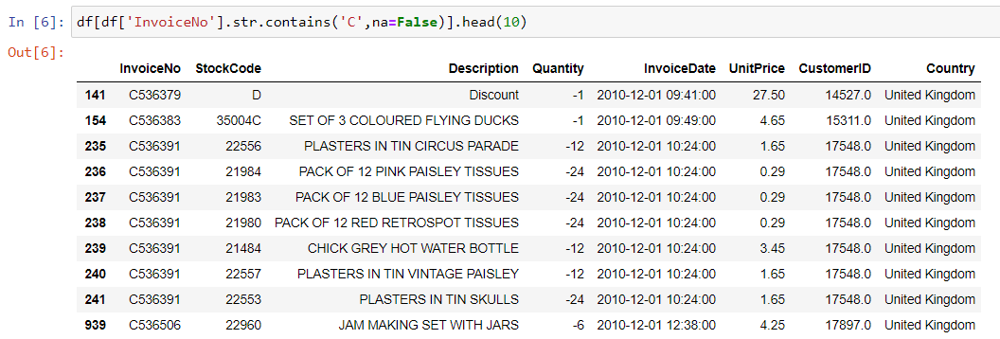 In [6]: df[df['InvoiceNo'].str.contains('C',na=False)].head(10)
Out[6]:
InvoiceNo StockCode Description Quantity InvoiceDate UnitPrice CustomerID Country
141 C536379 D Discount -1 2010-12-01 09:41:00 27.50 14527.0 United Kingdom
154 C536383 35004C SET OF 3 COLOURED FLYING DUCKS -1 2010-12-01 09:49:00 4.65 15311.0 United Kingdom
235 C536391 22556 PLASTERS IN TIN CIRCUS PARADE -12 2010-12-01 10:24:00 1.65 17548.0 United Kingdom
236 C536391 21984 PACK OF 12 PINK PAISLEY TISSUES -24 2010-12-01 10:24:00 0.29 17548.0 United Kingdom
237 C536391 21983 PACK OF 12 BLUE PAISLEY TISSUES -24 2010-12-01 10:24:00 0.29 17548.0 United Kingdom
238 C536391 21980 PACK OF 12 RED RETROSPOT TISSUES -24 2010-12-01 10:24:00 0.29 17548.0 United Kingdom
239 C536391 21484 CHICK GREY HOT WATER BOTTLE -12 2010-12-01 10:24:00 3.45 17548.0 United Kingdom
240 C536391 22557 PLASTERS IN TIN VINTAGE PAISLEY -12 2010-12-01 10:24:00 1.65 17548.0 United Kingdom
241 C536391 22553 PLASTERS IN TIN SKULLS -24 2010-12-01 10:24:00 1.65 17548.0 United Kingdom
939 C536506 22960 JAM MAKING SET WITH JARS -6 2010-12-01 12:38:00 4.25 17897.0 United Kingdom